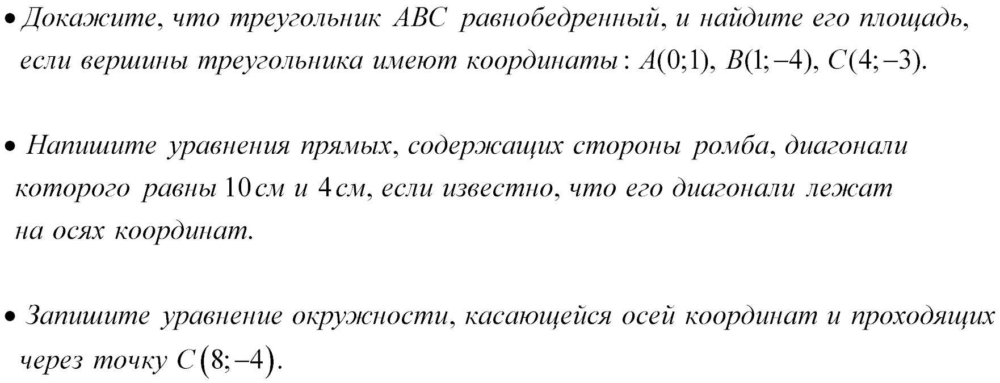 • Докажите, что треугольник ABC равнобедренный, и найдите его площадь,
если вершины треугольника имеют координаты: A(0;1), B(1;−4), C(4;−3).
• Напишите уравнения прямых, содержащих стороны ромба, диагонали
которого равны 10 см и 4 см, если известно, что его диагонали лежат
на осях координат.
• Запишите уравнение окружности, касающейся осей координат и проходящих
через точку C(8;−4).